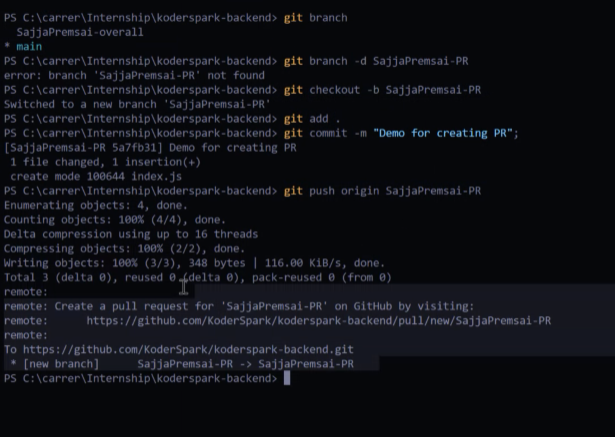 PS C:\carrer\Internship\koderspark-backend> git branch
  SajjaPremsai-overall
* main
PS C:\carrer\Internship\koderspark-backend> git branch -d SajjaPremsai-PR
error: branch 'SajjaPremsai-PR' not found
PS C:\carrer\Internship\koderspark-backend> git checkout -b SajjaPremsai-PR
Switched to a new branch 'SajjaPremsai-PR'
PS C:\carrer\Internship\koderspark-backend> git add .
PS C:\carrer\Internship\koderspark-backend> git commit -m "Demo for creating PR";
[SajjaPremsai-PR 5a7fb31] Demo for creating PR
 1 file changed, 1 insertion(+)
 create mode 100644 index.js
PS C:\carrer\Internship\koderspark-backend> git push origin SajjaPremsai-PR
Enumerating objects: 4, done.
Counting objects: 100% (4/4), done.
Delta compression using up to 16 threads
Compressing objects: 100% (2/2), done.
Writing objects: 100% (3/3), 348 bytes | 116.00 KiB/s, done.
Total 3 (delta 0), reused 0 (delta 0), pack-reused 0 (from 0)
remote:
remote: Create a pull request for 'SajjaPremsai-PR' on GitHub by visiting:
remote:      https://github.com/KoderSpark/koderspark-backend/pull/new/SajjaPremsai-PR
remote:
To https://github.com/KoderSpark/koderspark-backend.git
 * [new branch]      SajjaPremsai-PR -> SajjaPremsai-PR
PS C:\carrer\Internship\koderspark-backend>